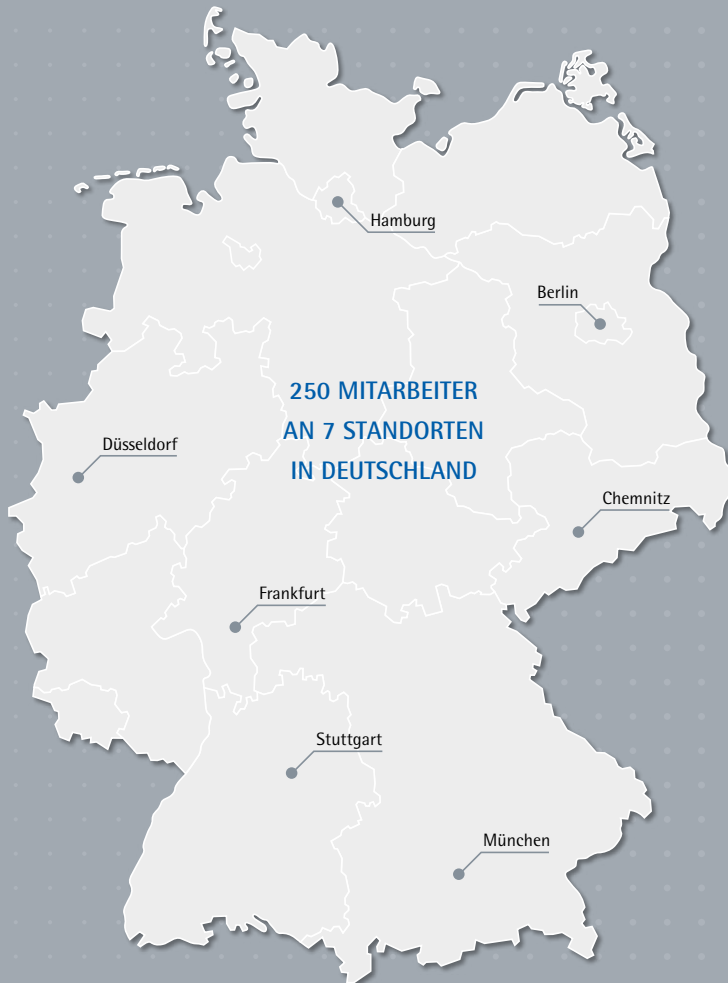 Hamburg
Berlin
250 MITARBEITER
AN 7 STANDORTEN
IN DEUTSCHLAND
Düsseldorf
Chemnitz
Frankfurt
Stuttgart
München